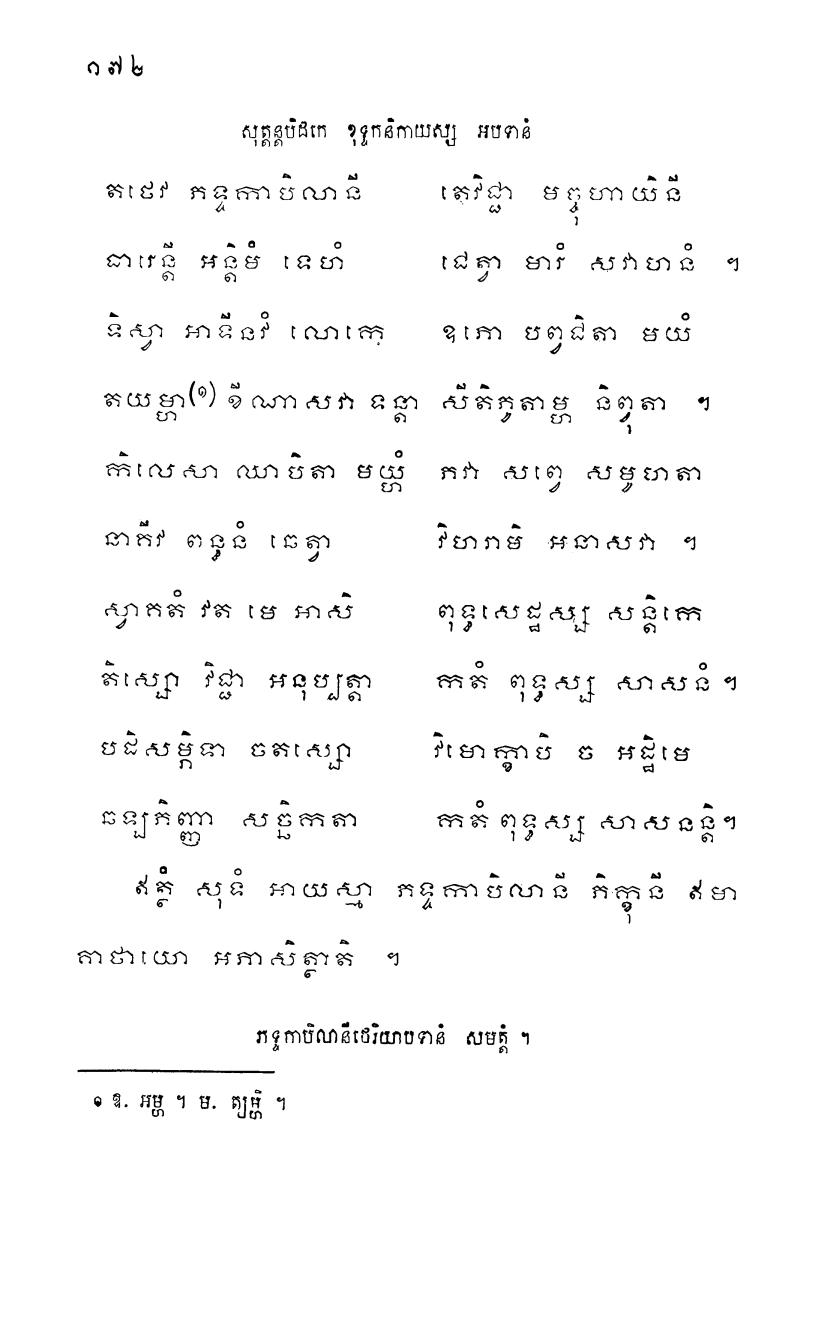 ១៧២
សុត្តន្តបិដកេ ខុទ្ទកនិកាយស្ស អបទានំ
តថេវ ភទ្ទកាបិលានី តេវិជ្ជា មច្ចុហាយិនី
ធារេន្តី អន្តិមំ ទេហំ ជេត្វា មារំ សវាហនំ ។
ទិស្វា អាទីនវំ លោកេ ឧភោ បព្វជិតា មយំ
តយម្ហា(១) ខីណាសវា ទន្តា សីតិភូតាម្ហ និព្វុតា ។
កិលេសា ឈាបិតា មយ្ហំ ភវា សព្វេ សមូហតា
នាគីវ ពន្ធនំ ឆេត្វា វិហរាមិ អនាសវា ។
ស្វាគតំ វត មេ អាសិ ពុទ្ធសេដ្ឋស្ស សន្តិកេ
តិស្សោ វិជ្ជា អនុប្បត្តា កតំ ពុទ្ធស្ស សាសនំ ។
បដិសម្ភិទា ចតស្សោ វិមោក្ខាបិ ច អដ្ឋិមេ
ឆឡភិញ្ញា សច្ឆិកតា កតំ ពុទ្ធស្ស សាសនន្តិ។
ឥត្ថំ សុទំ អាយស្មា ភទ្ទកាបិលានី ភិក្ខុនី ឥមា
គាថាយោ អភាសិត្ថាតិ ។
ភទ្ទកាបិលានីថេរិយាបទានំ សមត្តំ ។
១ ឱ. អម្ហ ។ ម. ត្យម្ហិ ។